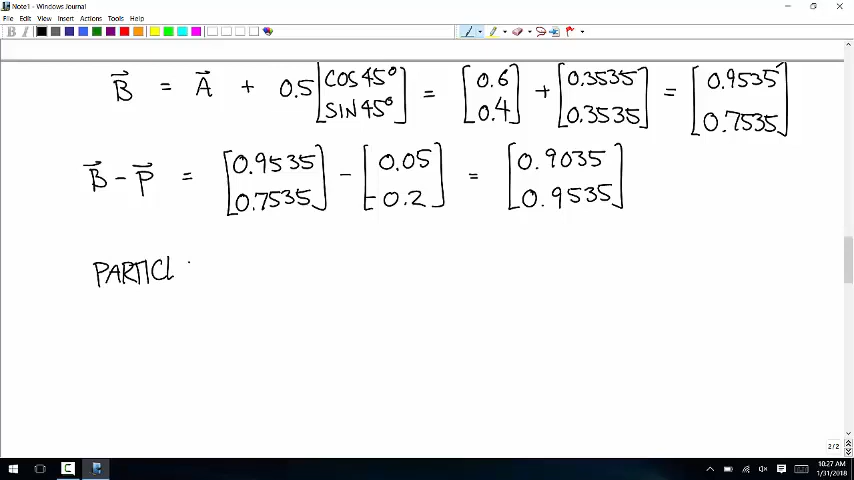 Note1 - Windows Journal
File Edit View Insert Actions Tools Help
B I
B = A + 0.5 [COS 45° SIN 45°] = [0.6 0.4] + [0.3535 0.3535] = [0.9535 0.7535]
B - P = [0.9535 0.7535] - [0.05 -0.2] = [0.9035 0.9535]
PARTICL
2/2
10:27 AM
1/31/2018